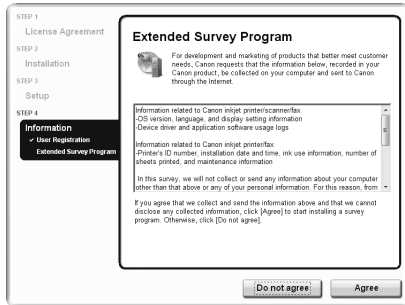 STEP 1
License Agreement
STEP 2
Installation
STEP 3
Setup
STEP 4
Information
User Registration
Extended Survey Program
Extended Survey Program
For development and marketing of products that better meet customer
needs, Canon requests that the information below, recorded in your
Canon product, be collected on your computer and sent to Canon
through the Internet.
Information related to Canon inkjet printer/scanner/fax
-OS version, language, and display setting information
-Device driver and application software usage logs
Information related to Canon inkjet printer/fax
-Printer's ID number, installation date and time, ink use information, number of
sheets printed, and maintenance information
In this survey, we will not collect or send any information about your computer
other than that above or any of your personal information. For this reason, from
If you agree that we collect and send the information above and that we cannot
disclose any collected information, click [Agree] to start installing a survey
program. Otherwise, click [Do not agree].
Do not agree
Agree